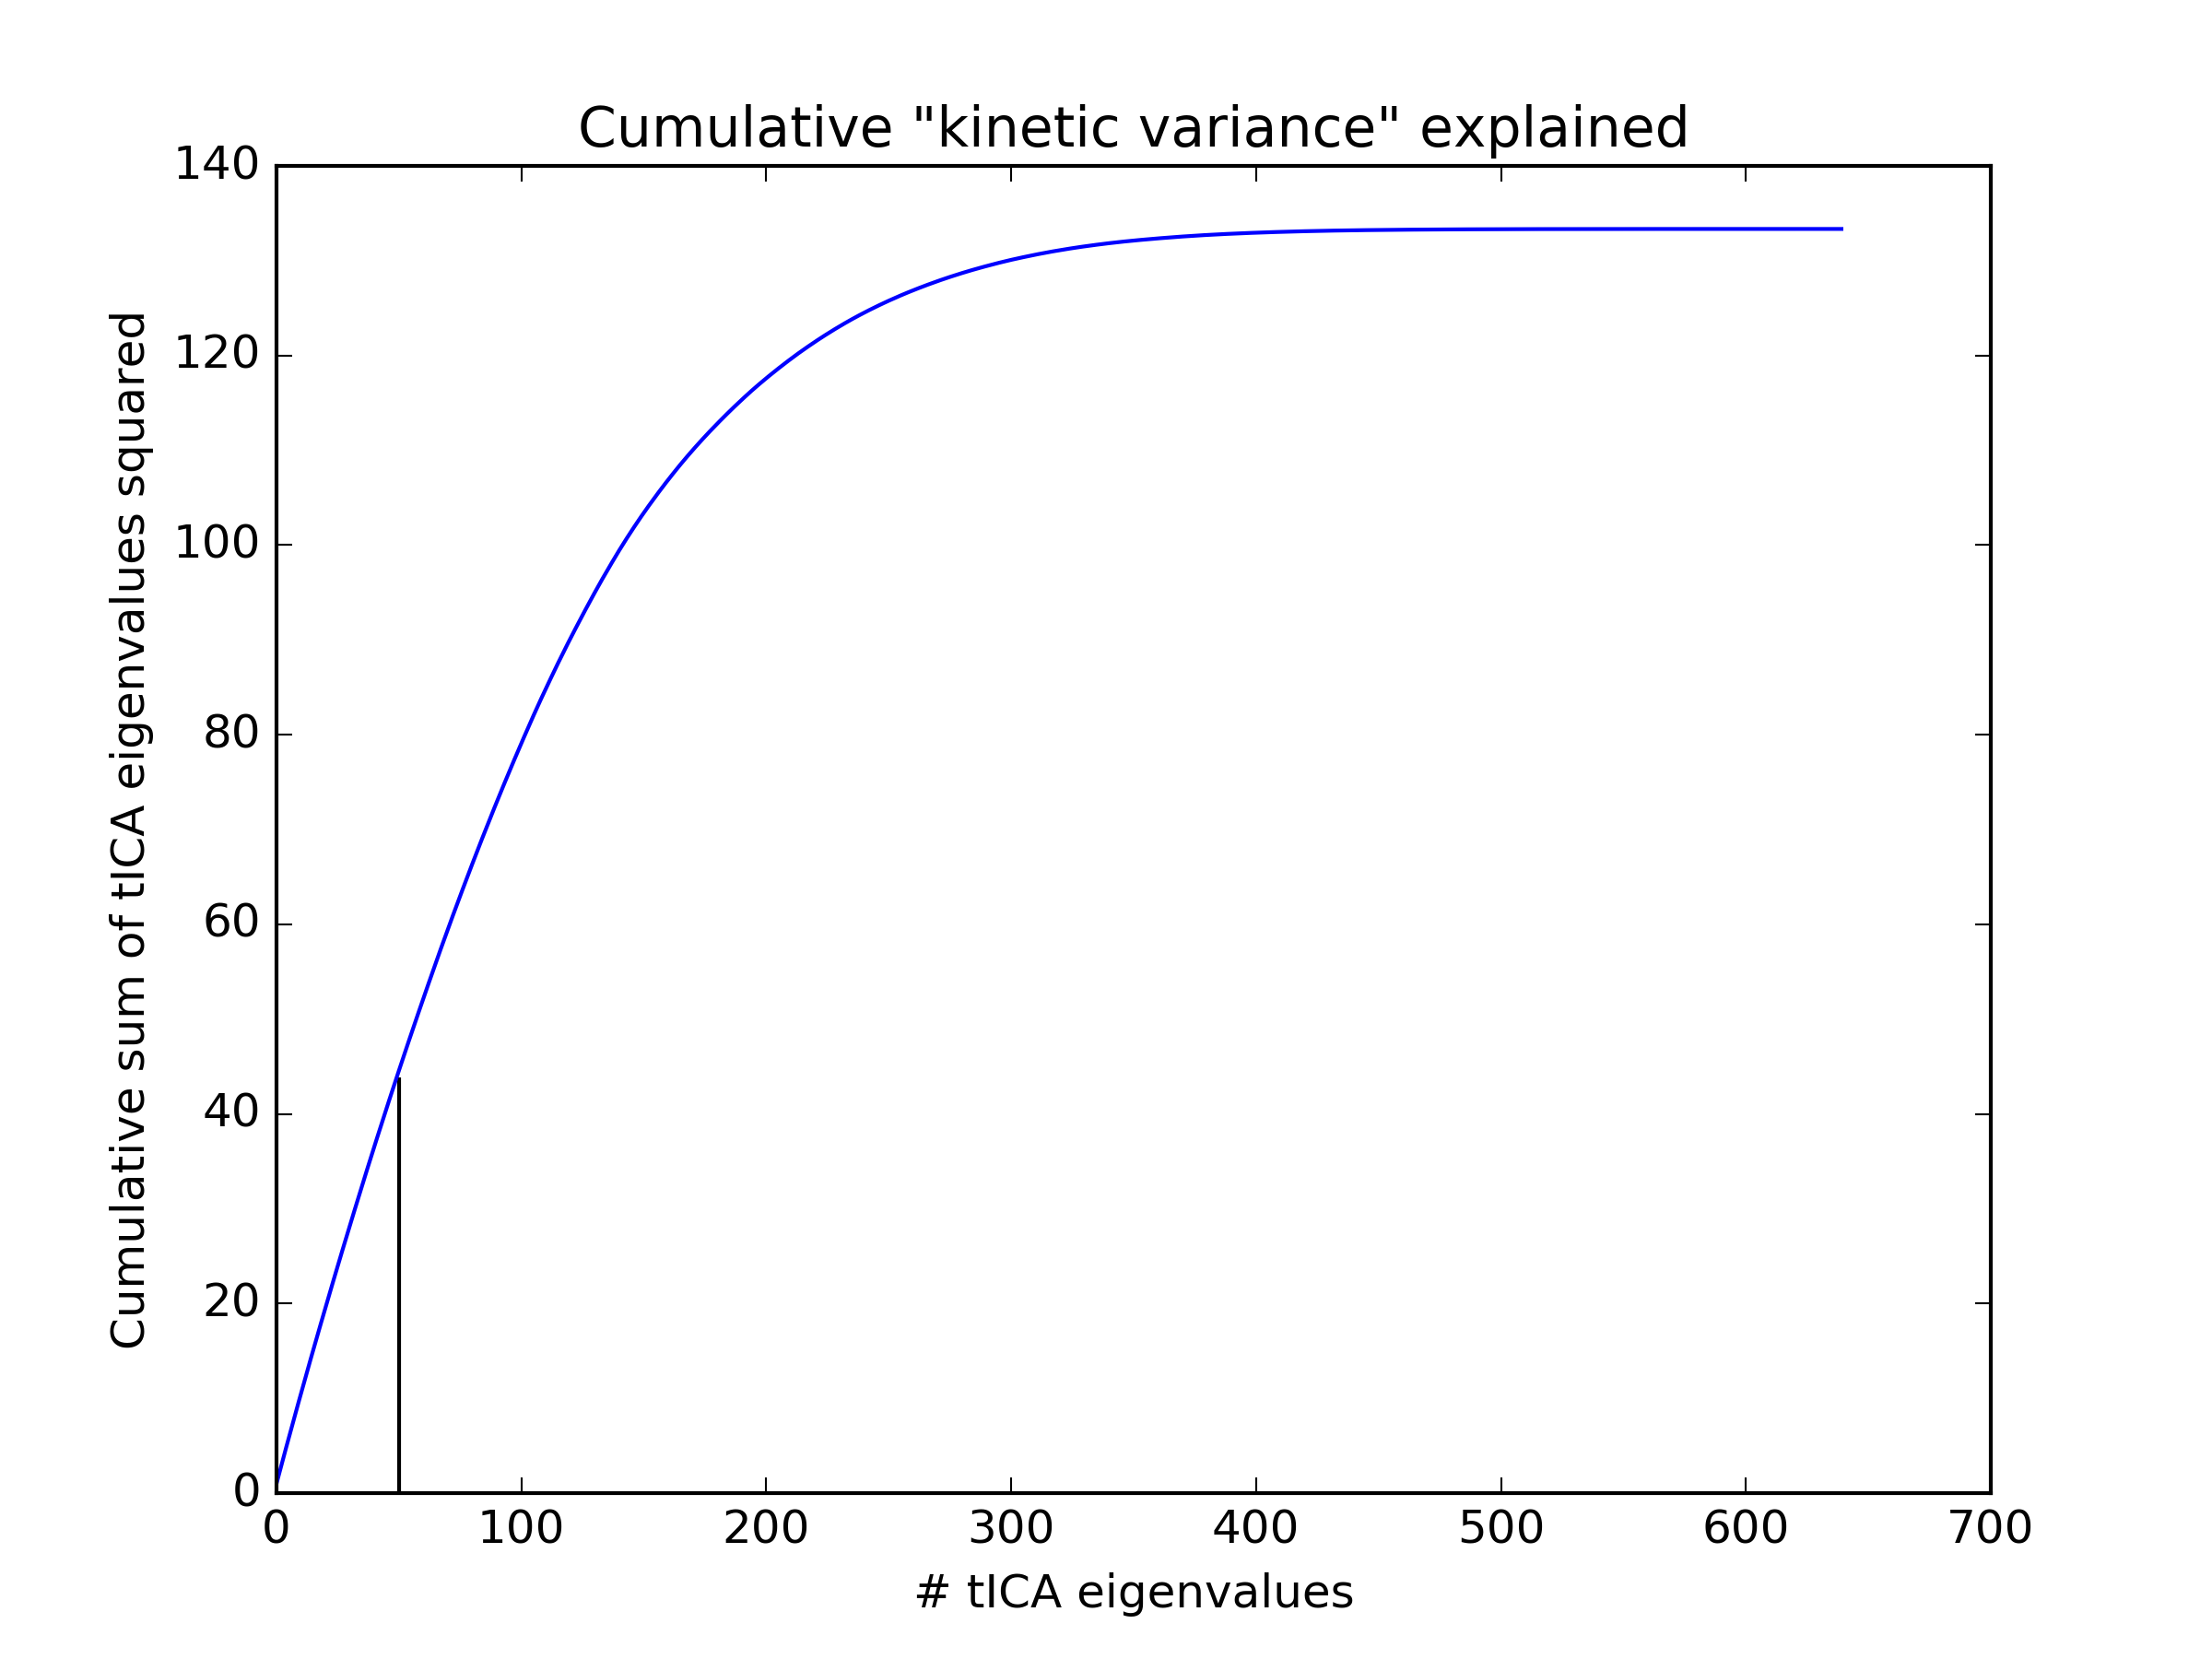 Cumulative "kinetic variance" explained
140
120
100
80
60
40
20
0
Cumulative sum of tICA eigenvalues squared
0 100 200 300 400 500 600 700
# tICA eigenvalues